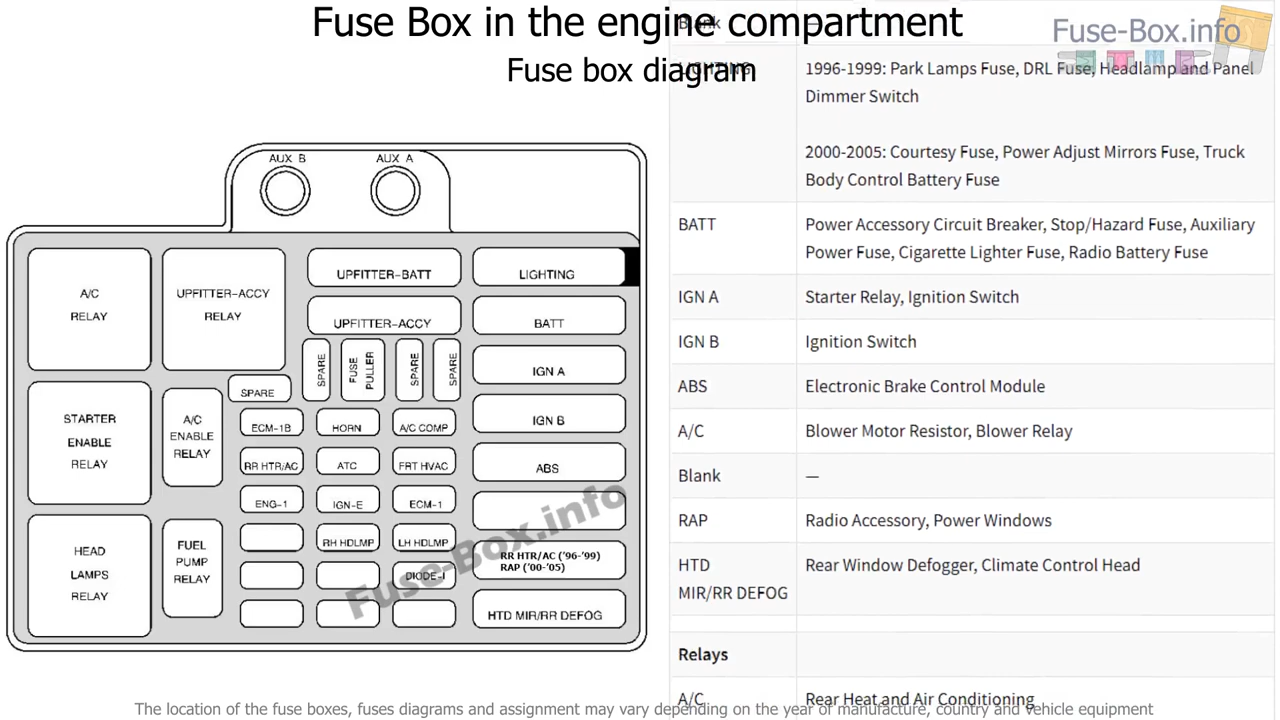 Fuse Box in the engine compartment
Fuse box diagram
Fuse-Box.info
AUX B
AUX A
A/C
RELAY
UPFITTER-ACCY
RELAY
UPFITTER-BATT
LIGHTING
UPFITTER-ACCY
BATT
SPARE
FUSE
PULLER
SPARE
SPARE
IGN A
SPARE
STARTER
ENABLE
RELAY
A/C
ENABLE
RELAY
ECM-1B
HORN
A/C COMP
IGN B
RR HTR/AC
ATC
FRT HVAC
ABS
ENG-1
IGN-E
ECM-1
HEAD
LAMPS
RELAY
FUEL
PUMP
RELAY
RH HDLMP
LH HDLMP
RR HTR/AC ('96-'99)
RAP ('00-'05)
DIODE-I
HTD MIR/RR DEFOG
Fuse-Box.info
Blank
—
LIGHTING
1996-1999: Park Lamps Fuse, DRL Fuse, Headlamp and Panel
Dimmer Switch
2000-2005: Courtesy Fuse, Power Adjust Mirrors Fuse, Truck
Body Control Battery Fuse
BATT
Power Accessory Circuit Breaker, Stop/Hazard Fuse, Auxiliary
Power Fuse, Cigarette Lighter Fuse, Radio Battery Fuse
IGN A
Starter Relay, Ignition Switch
IGN B
Ignition Switch
ABS
Electronic Brake Control Module
A/C
Blower Motor Resistor, Blower Relay
Blank
—
RAP
Radio Accessory, Power Windows
HTD
MIR/RR DEFOG
Rear Window Defogger, Climate Control Head
Relays
A/C
Rear Heat and Air Conditioning
The location of the fuse boxes, fuses diagrams and assignment may vary depending on the year of manufacture, country and vehicle equipment